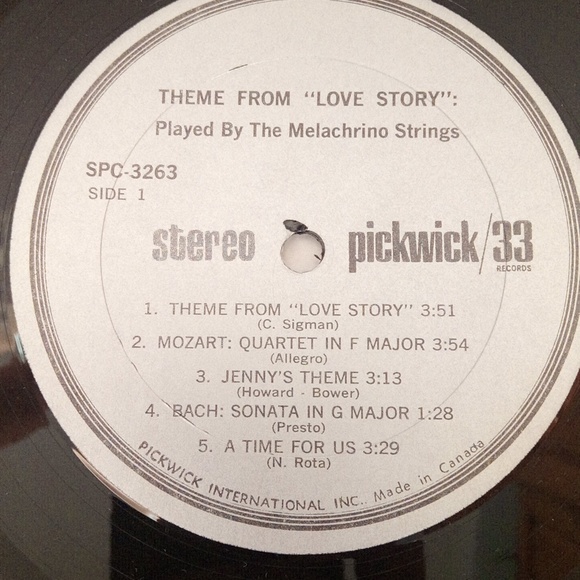 THEME FROM "LOVE STORY":
Played By The Melachrino Strings
SPC-3263
SIDE 1
stereo pickwick/33
RECORDS
1. THEME FROM "LOVE STORY" 3:51
(C. Sigman)
2. MOZART: QUARTET IN F MAJOR 3:54
(Allegro)
3. JENNY'S THEME 3:13
(Howard - Bower)
4. BACH: SONATA IN G MAJOR 1:28
(Presto)
5. A TIME FOR US 3:29
(N. Rota)
PICKWICK INTERNATIONAL INC., Made in Canada